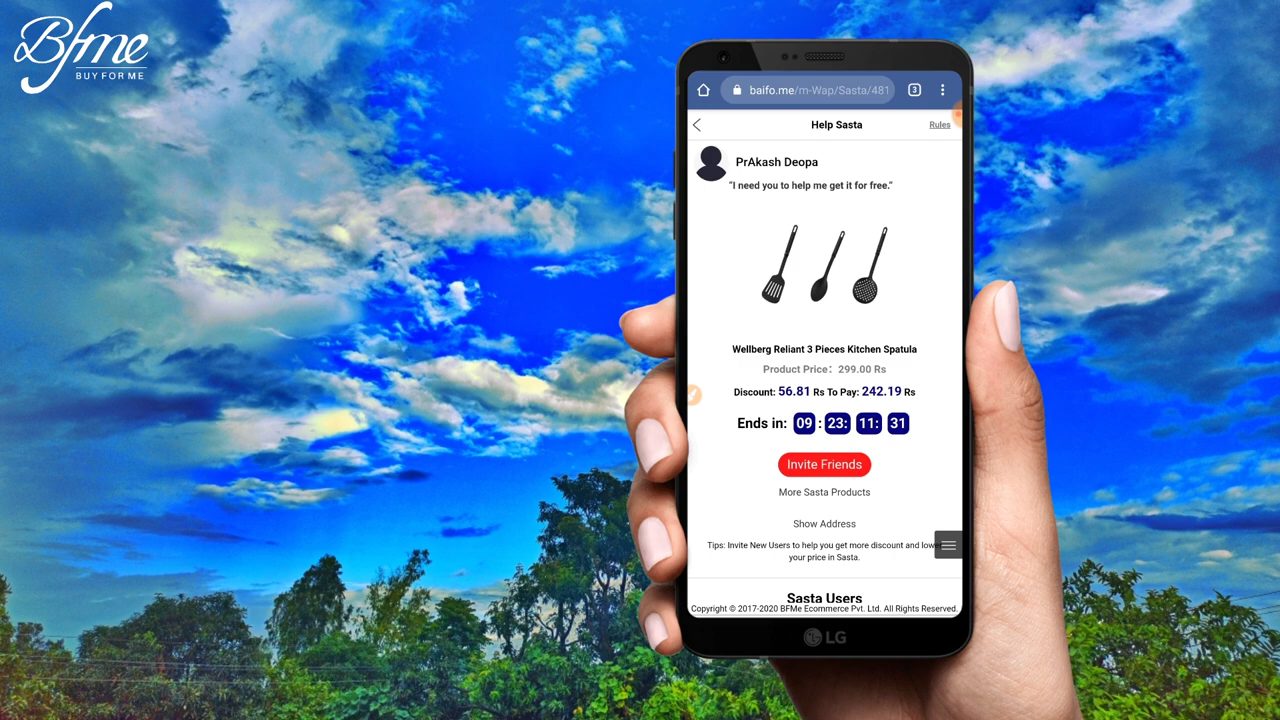 Bfme
BUY FOR ME
baifo.me/m-Wap/Sasta/481
3
Help Sasta
Rules
PrAkash Deopa
“I need you to help me get it for free.”
Wellberg Reliant 3 Pieces Kitchen Spatula
Product Price: 299.00 Rs
Discount: 56.81 Rs To Pay: 242.19 Rs
Ends in: 09 : 23: 11: 31
Invite Friends
More Sasta Products
Show Address
Tips: Invite New Users to help you get more discount and low
your price in Sasta.
Sasta Users
Copyright © 2017-2020 BFMe Ecommerce Pvt. Ltd. All Rights Reserved.
LG